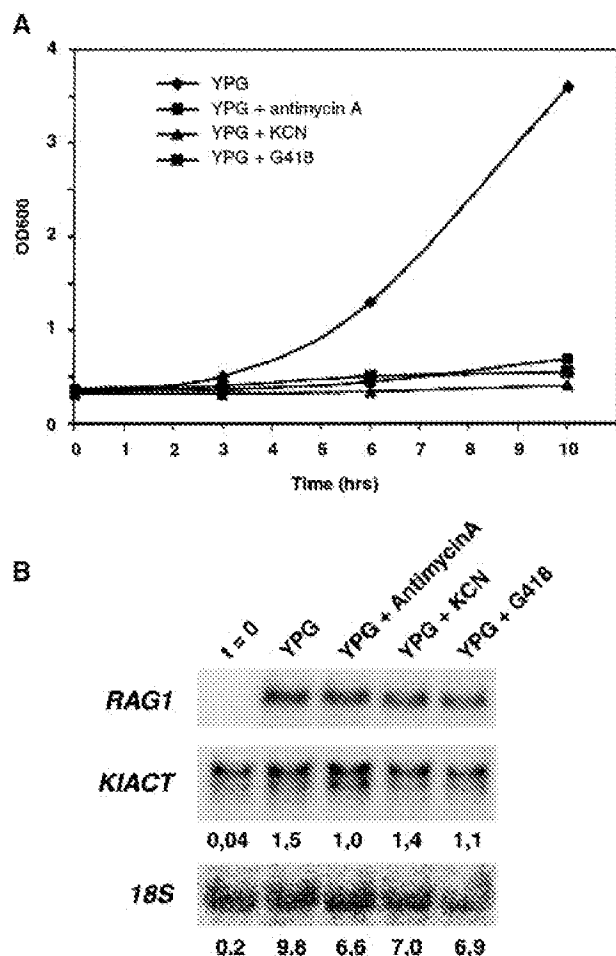 A
4
3
2
1
0
OD600
YPG
YPG + antimycin A
YPG + KCN
YPG + G418
0 1 2 3 4 5 6 7 8 9 10
Time (hrs)
B
t = 0
YPG
YPG + AntimycinA
YPG + KCN
YPG + G418
RAG1
KlACT
0,04 1,5 1,0 1,4 1,1
18S
0.2 9,8 6,6 7,0 6,9